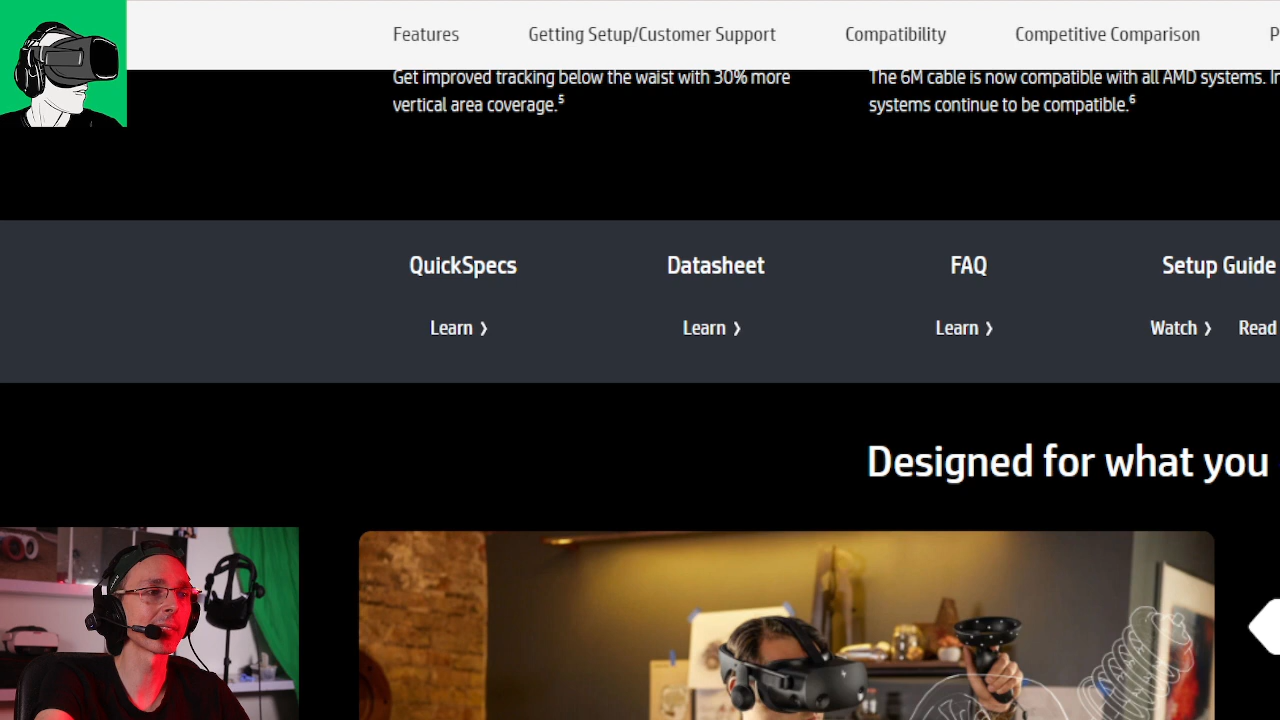 Features Getting Setup/Customer Support Compatibility Competitive Comparison P
Get improved tracking below the waist with 30% more
vertical area coverage.5
The 6M cable is now compatible with all AMD systems. In
systems continue to be compatible.6
QuickSpecs Datasheet FAQ Setup Guide
Learn › Learn › Learn › Watch › Read
Designed for what you